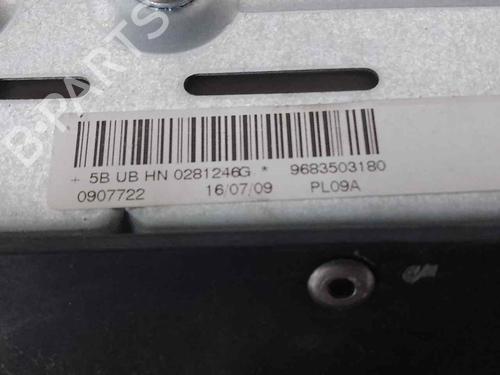 B-PARTS
+ 5B UB HN 0281246G * 9683503180
0907722 16/07/09 PL09A